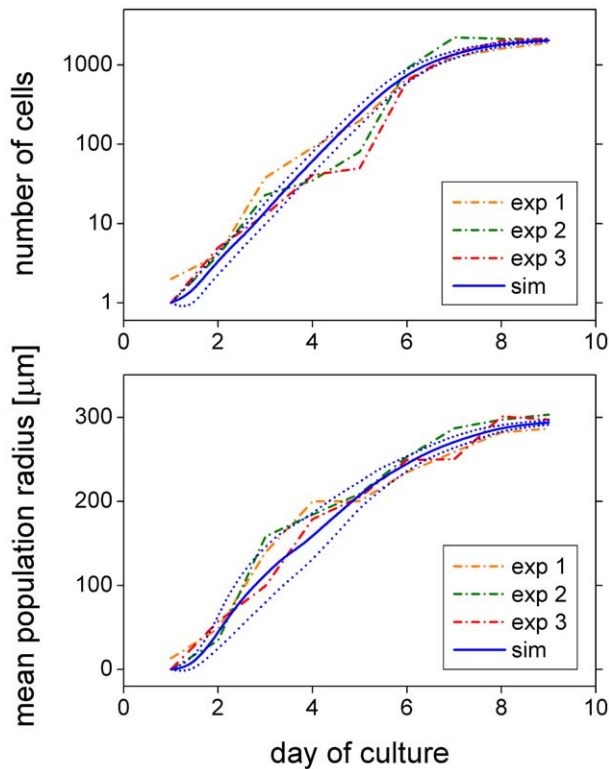 number of cells
1000
100
10
1
exp 1
exp 2
exp 3
sim
0 2 4 6 8 10
mean population radius [μm]
300
200
100
0
exp 1
exp 2
exp 3
sim
0 2 4 6 8 10
day of culture